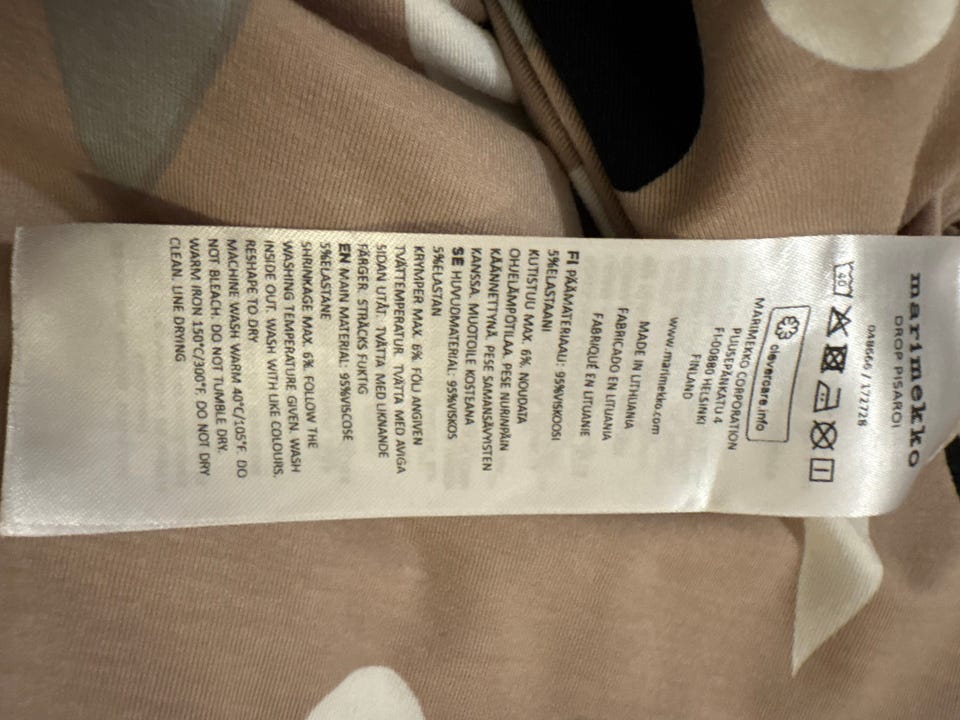 marimekko
DROP PISAROI
048666 / 172728
40
clevercare.info
MARIMEKKO CORPORATION
PUUSEPÄNKATU 4
FI-00880 HELSINKI
FINLAND
www.marimekko.com
MADE IN LITHUANIA
FABRICADO EN LITUANIA
FABRIQUÉ EN LITUANIE
FI PÄÄMATERIAALI: 95%VISKOOSI
5%ELASTAANI
KUTISTUU MAX. 6%. NOUDATA
OHJELÄMPÖTILAA. PESE NURINPÄIN
KÄÄNNETTYNÄ. PESE SAMANSÄVYISTEN
KANSSA. MUOTOILE KOSTEANA
SE HUVUDMATERIAL: 95%VISKOS
5%ELASTAN
KRYMPER MAX. 6%. FÖLJ ANGIVEN
TVÄTTEMPERATUR. TVÄTTA MED AVIGA
SIDAN UTÅT. TVÄTTA MED LIKNANDE
FÄRGER. STRÄCKS FUKTIG
EN MAIN MATERIAL: 95%VISCOSE
5%ELASTANE
SHRINKAGE MAX. 6%. FOLLOW THE
WASHING TEMPERATURE GIVEN. WASH
INSIDE OUT. WASH WITH LIKE COLOURS.
RESHAPE TO DRY
MACHINE WASH WARM 40°C/105°F. DO
NOT BLEACH. DO NOT TUMBLE DRY.
WARM IRON 150°C/300°F. DO NOT DRY
CLEAN. LINE DRYING